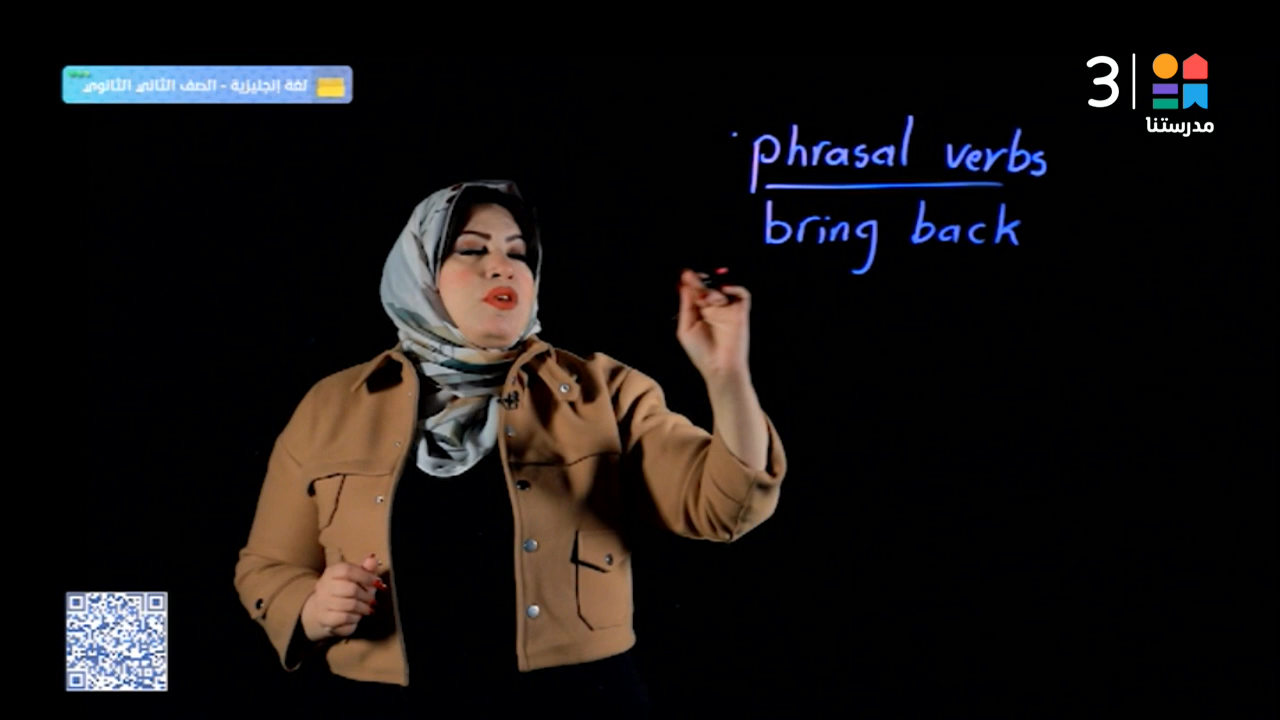 لغة إنجليزية - الصف الثاني الثانوي
3
مدرستنا
phrasal verbs
bring back